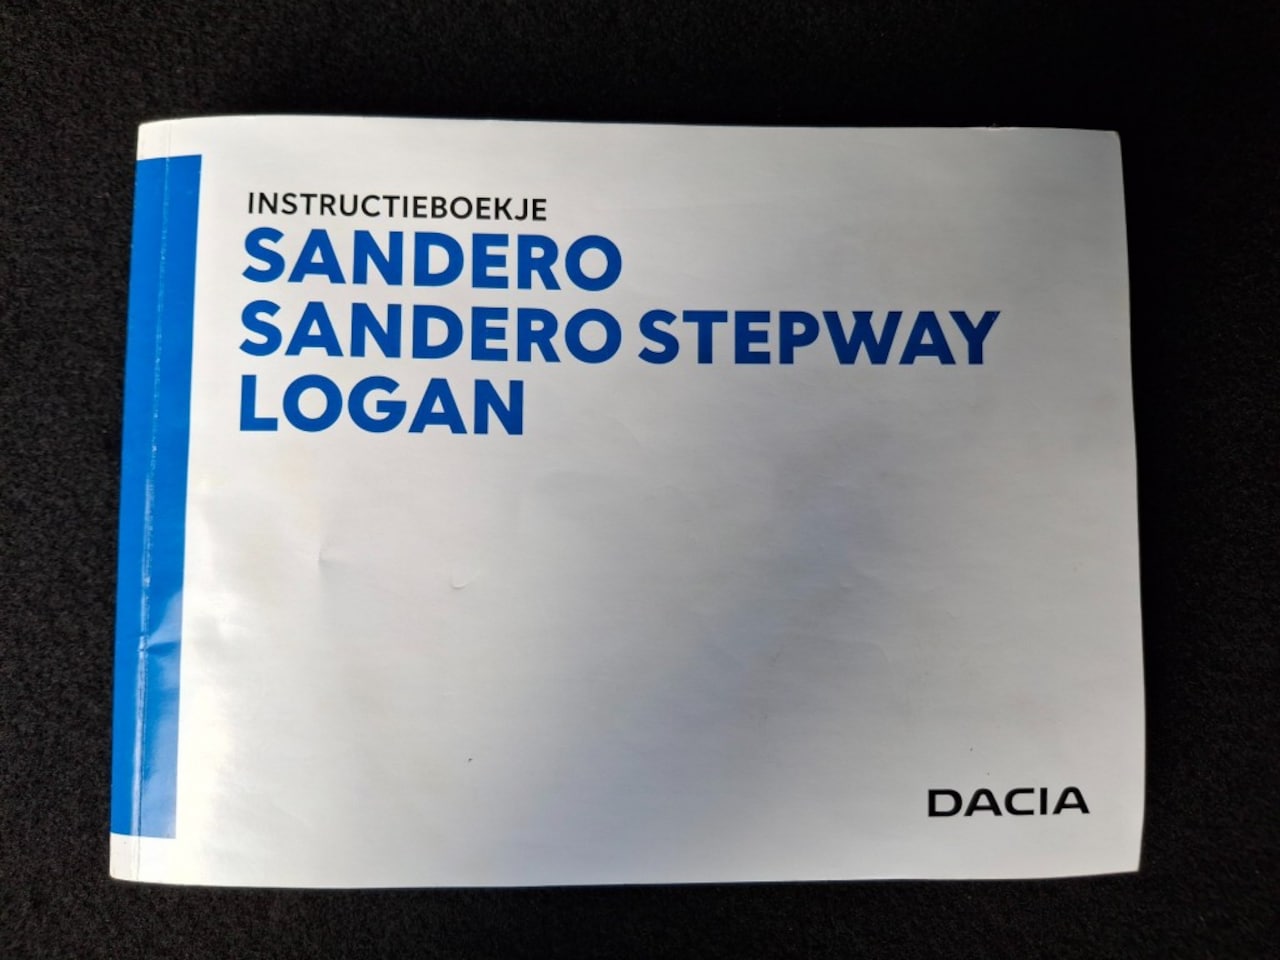 INSTRUCTIEBOEKJE
SANDERO
SANDERO STEPWAY
LOGAN
DACIA